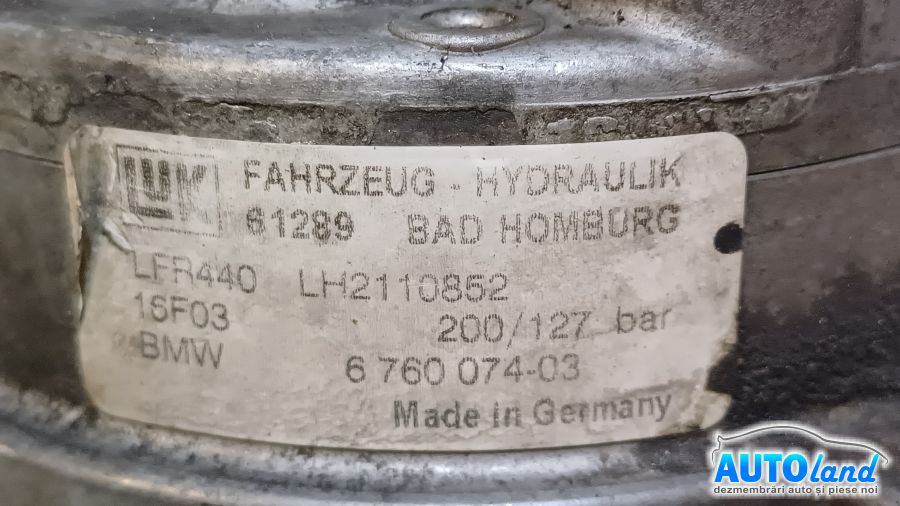 LUK
FAHRZEUG - HYDRAULIK
61289 BAD HOMBURG
LFR440 LH2110852
16F03 200/127 bar
BMW 6 760 074-03
Made in Germany
AUTOland
dezmembrări auto și piese noi